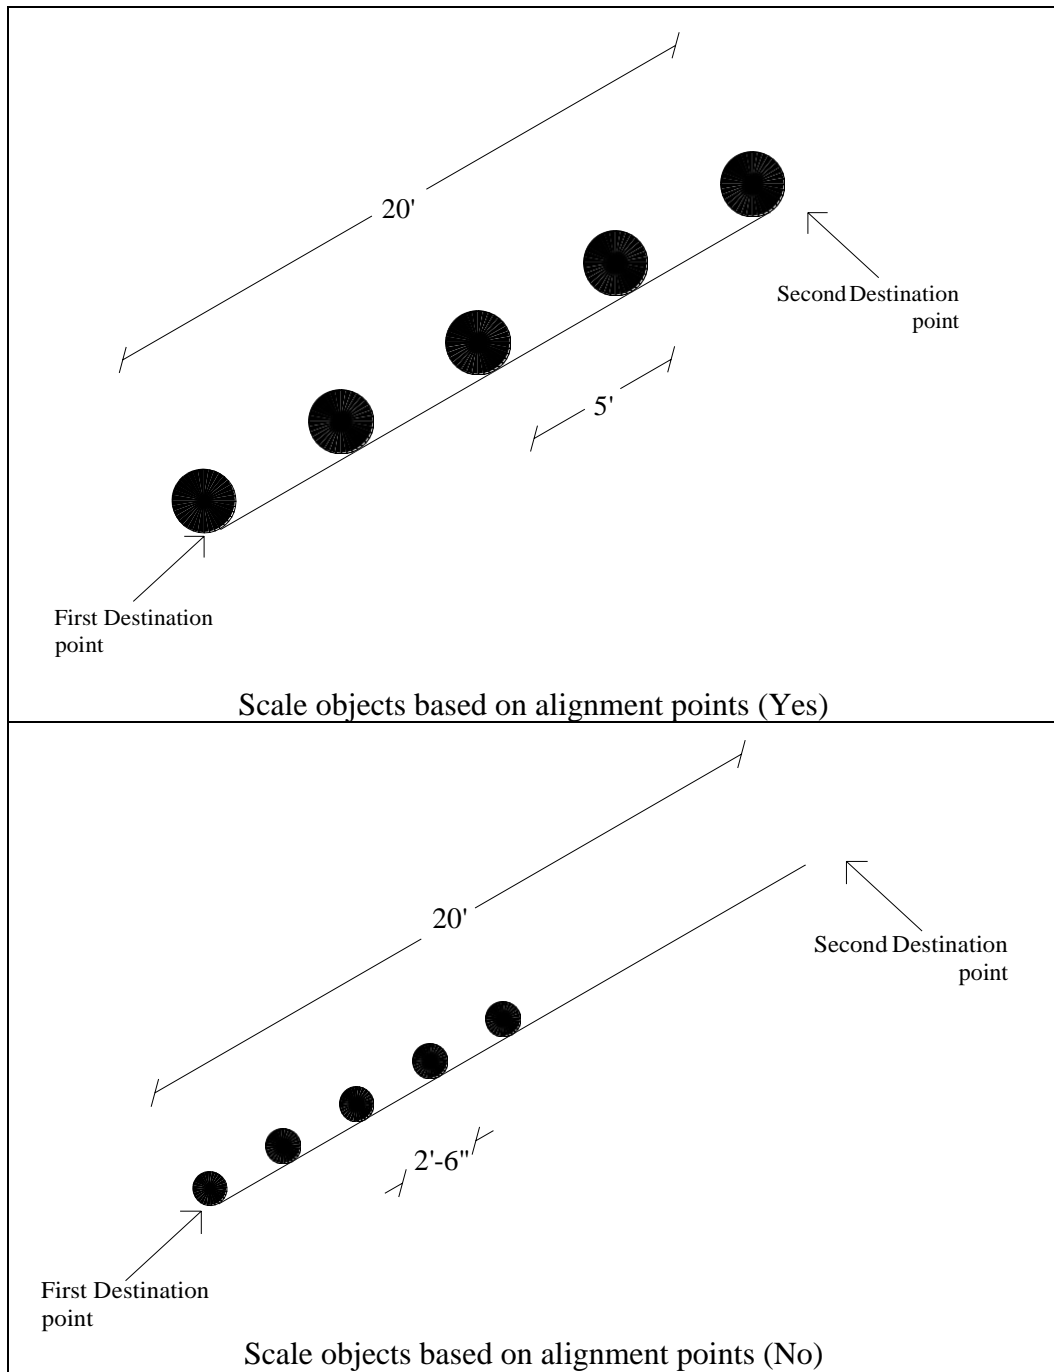 20'
Second Destination
point
5'
First Destination
point
Scale objects based on alignment points (Yes)
20'
Second Destination
point
2'-6"
First Destination
point
Scale objects based on alignment points (No)